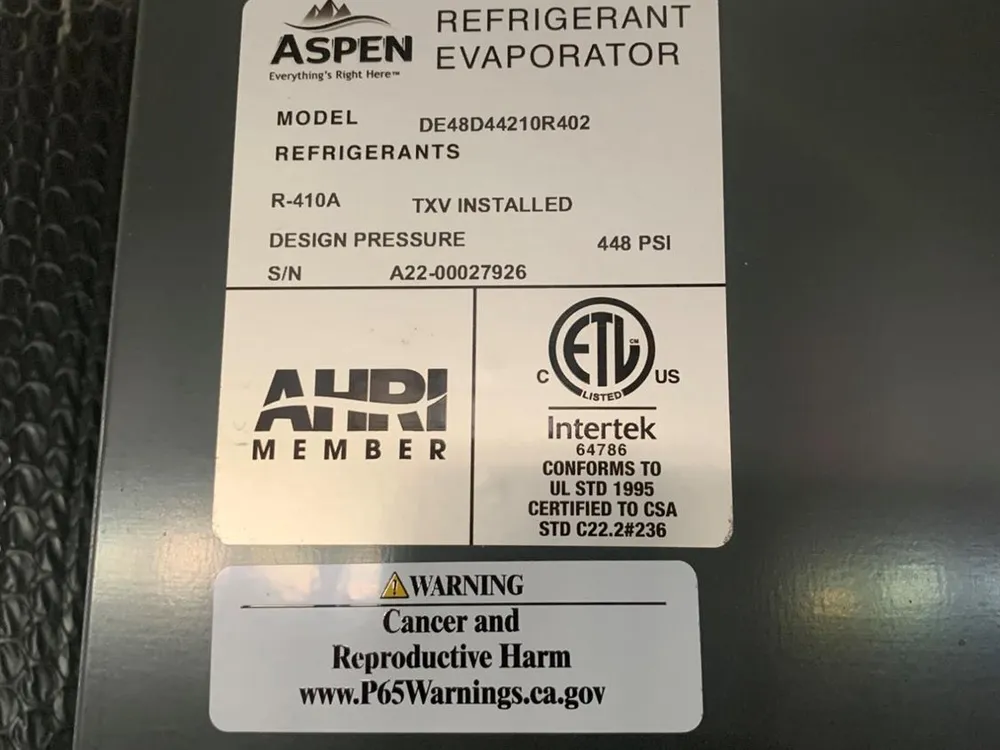 ASPEN
Everything's Right Here™
REFRIGERANT
EVAPORATOR
MODEL DE48D44210R402
REFRIGERANTS
R-410A TXV INSTALLED
DESIGN PRESSURE 448 PSI
S/N A22-00027926
AHRI
MEMBER
ETL CM
C US
LISTED
Intertek
64786
CONFORMS TO
UL STD 1995
CERTIFIED TO CSA
STD C22.2#236
WARNING
Cancer and
Reproductive Harm
www.P65Warnings.ca.gov